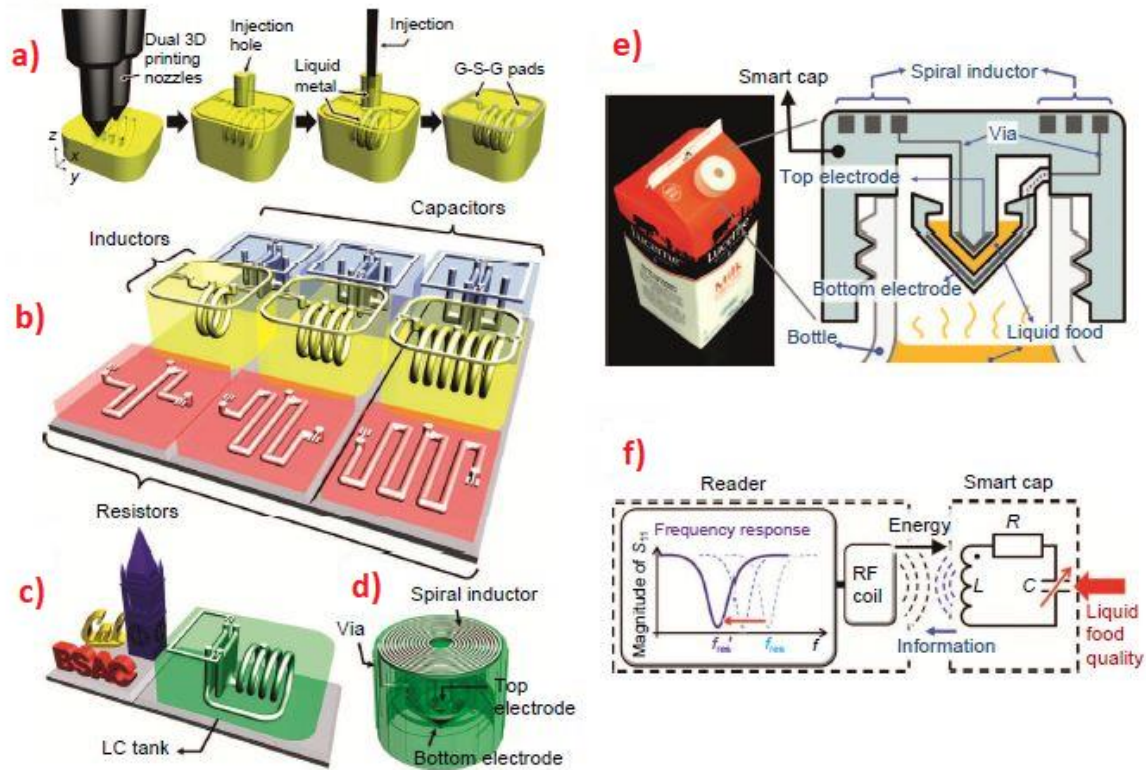 a)
Dual 3D
printing
nozzles
z
x
y
Injection
hole
Liquid
metal
Injection
G-S-G pads
b)
Inductors
Capacitors
Resistors
c)
Cal
BSAC
LC tank
d)
Spiral inductor
Via
Top
electrode
Bottom electrode
e)
Smart
cap
Spiral inductor
Via
Top electrode
Bottom electrode
Bottle
Liquid food
Lucerne
Milk
f)
Reader
Smart cap
Frequency response
Magnitude of S₁₁
fres'
fres
f
RF
coil
Energy
Information
R
L
C
Liquid
food
quality